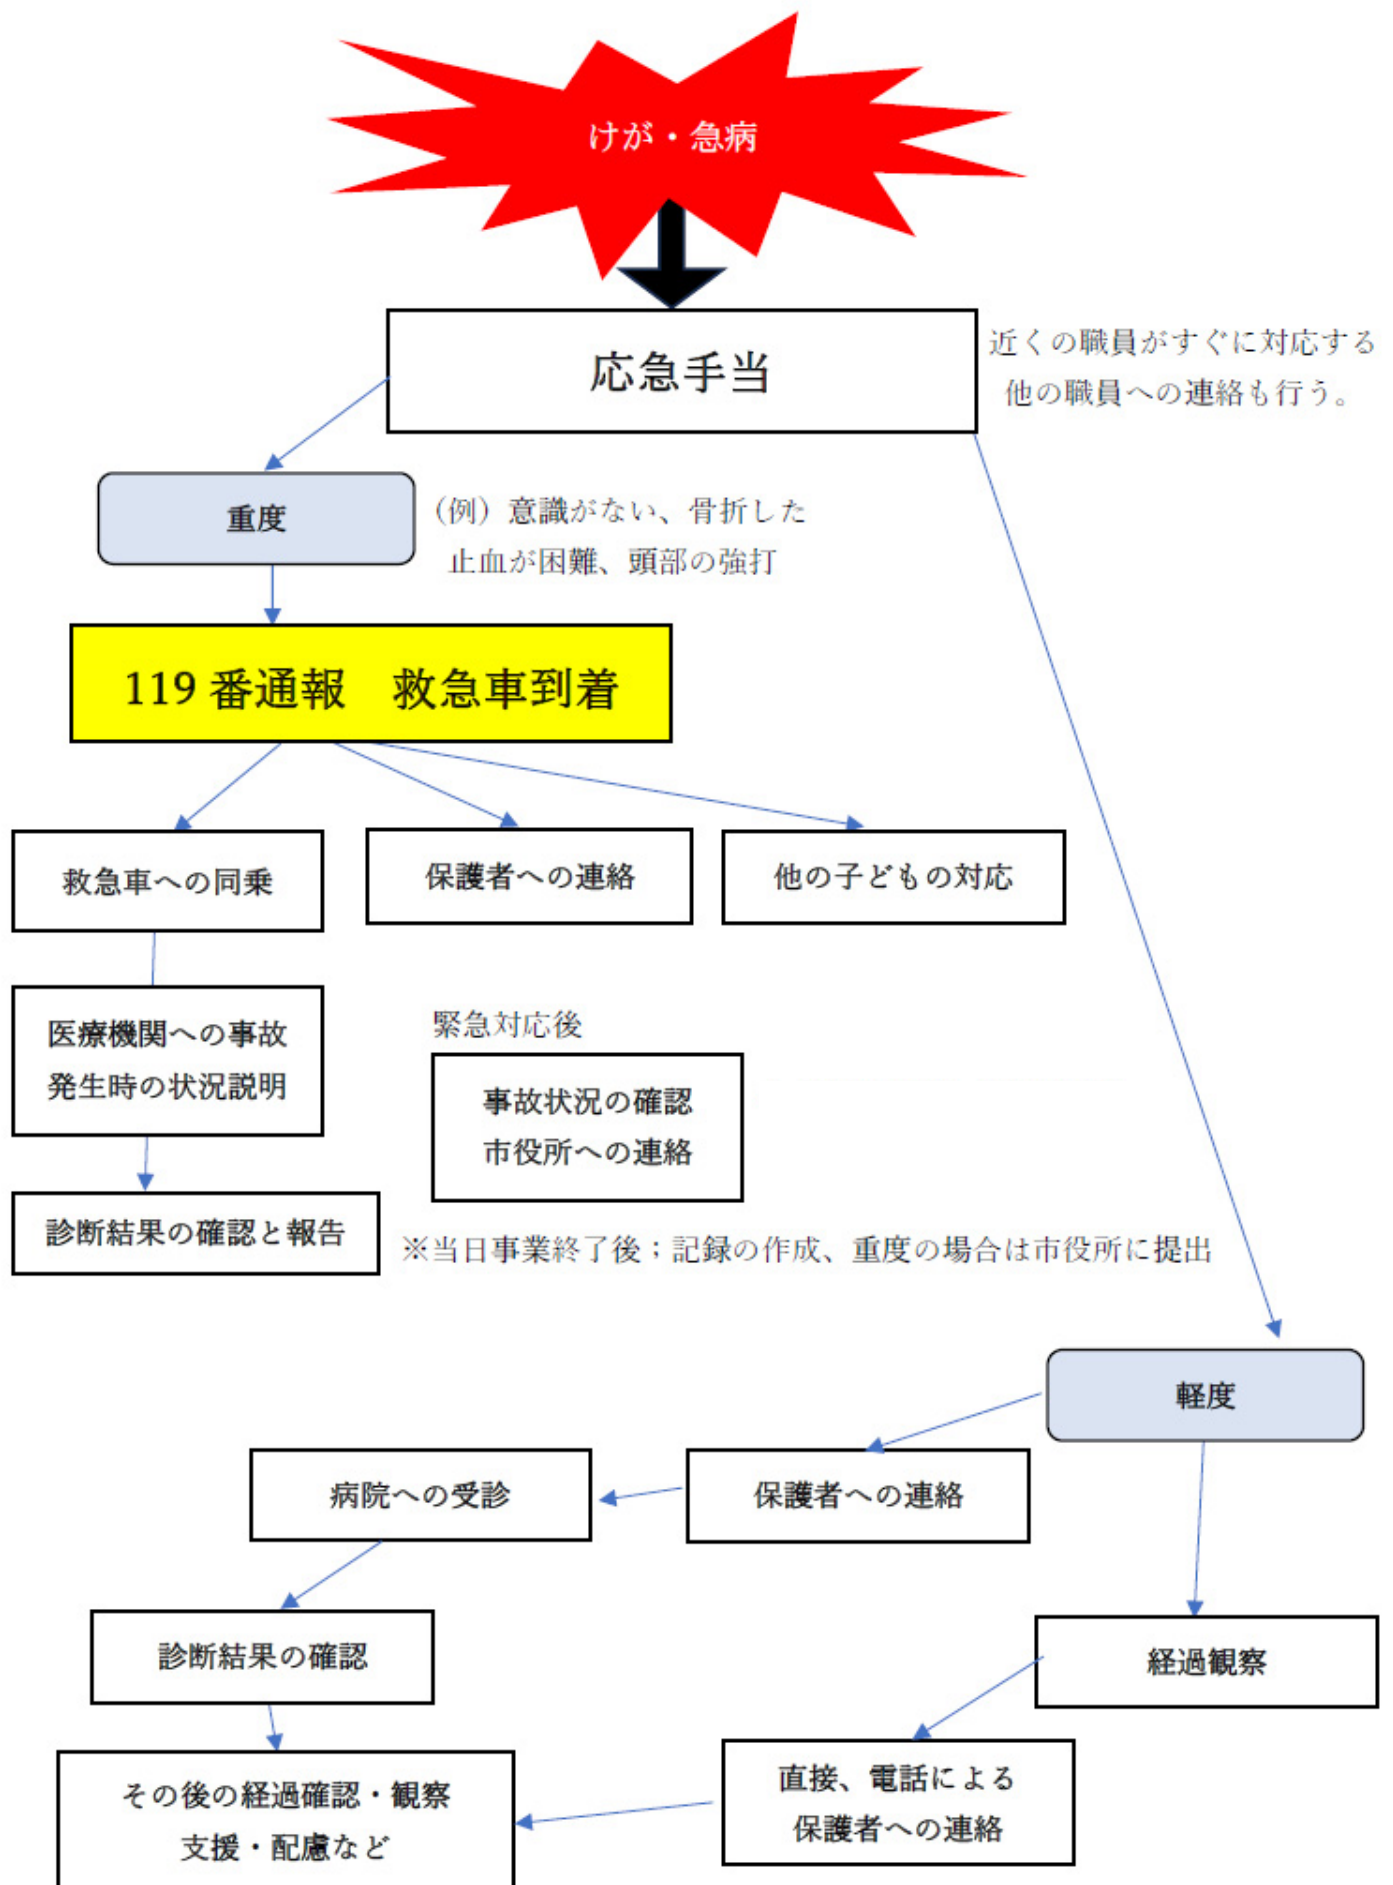 けが・急病
応急手当
近くの職員がすぐに対応する
他の職員への連絡も行う。
重度
（例）意識がない、骨折した
止血が困難、頭部の強打
119 番通報　救急車到着
救急車への同乗
保護者への連絡
他の子どもの対応
医療機関への事故
発生時の状況説明
緊急対応後
事故状況の確認
市役所への連絡
診断結果の確認と報告
※当日事業終了後；記録の作成、重度の場合は市役所に提出
軽度
病院への受診
保護者への連絡
診断結果の確認
経過観察
直接、電話による
保護者への連絡
その後の経過確認・観察
支援・配慮など